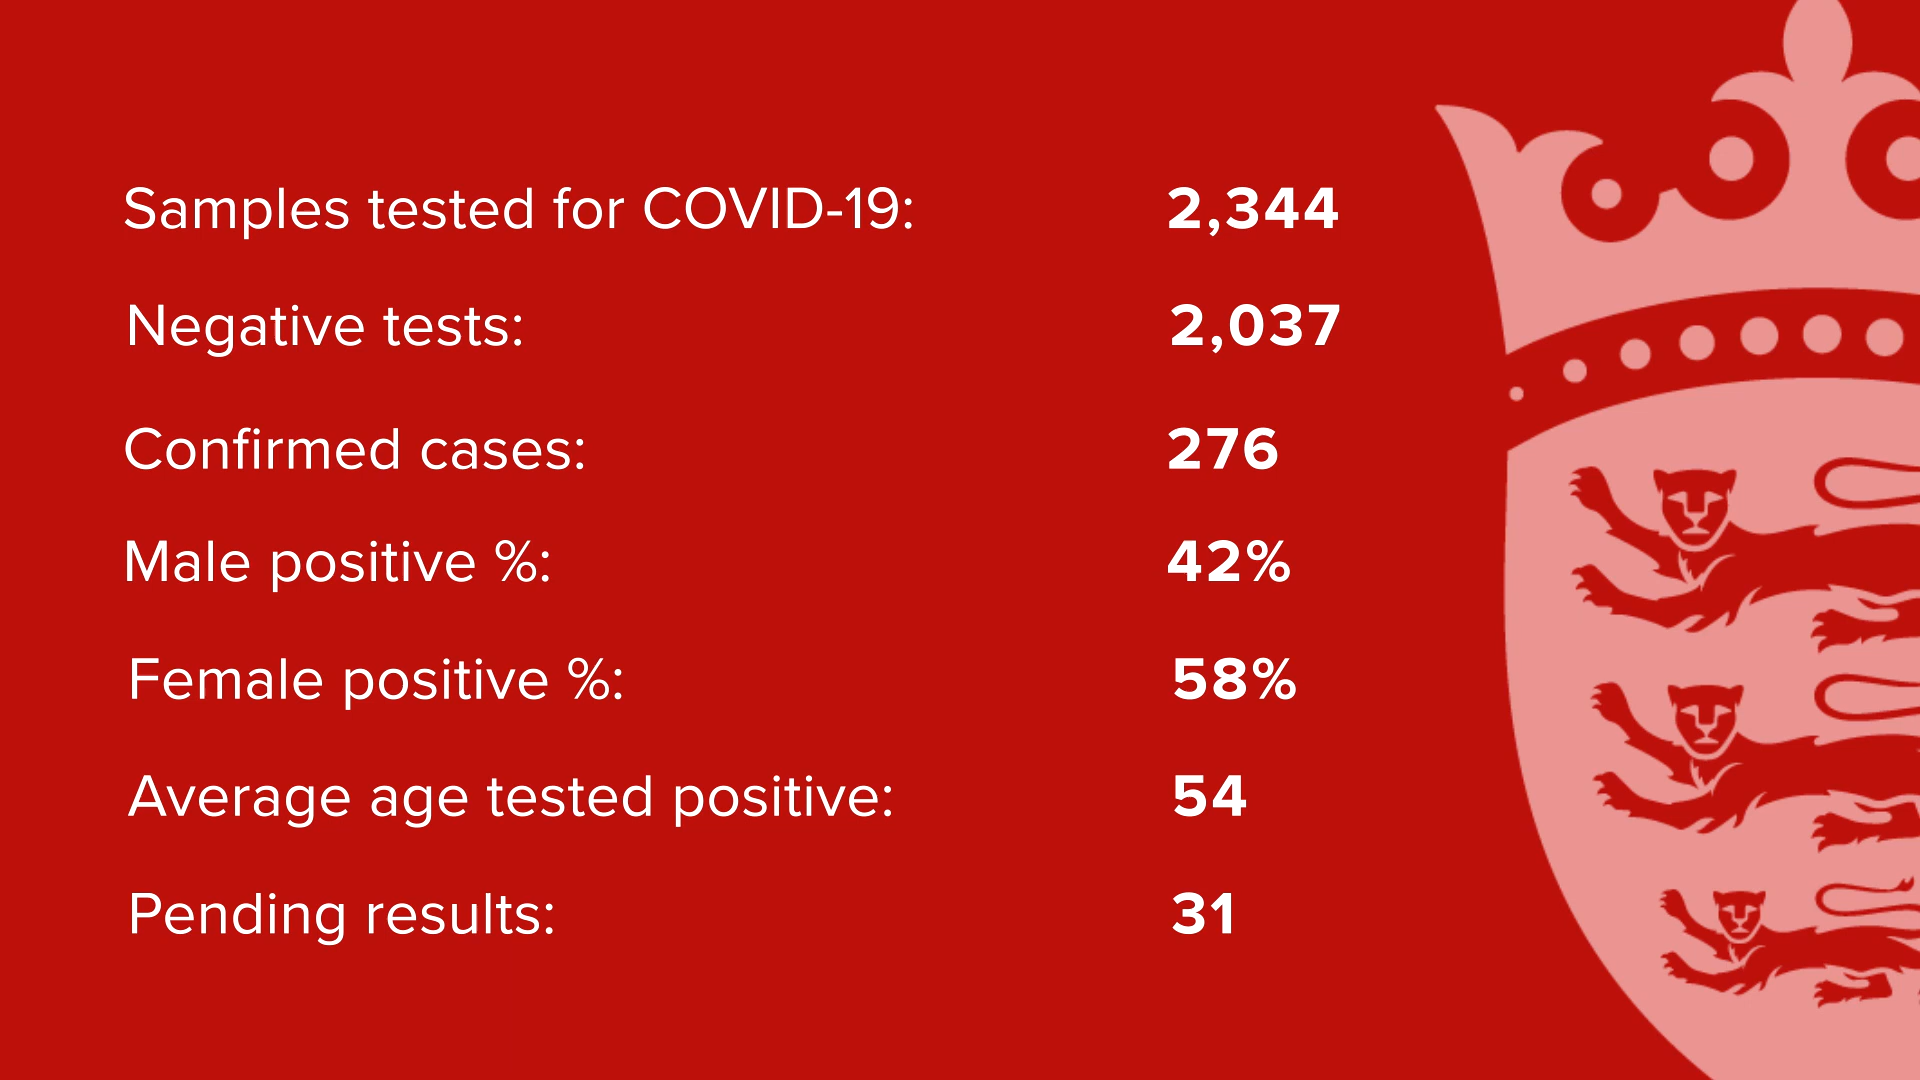 Samples tested for COVID-19: 2,344
Negative tests: 2,037
Confirmed cases: 276
Male positive %: 42%
Female positive %: 58%
Average age tested positive: 54
Pending results: 31